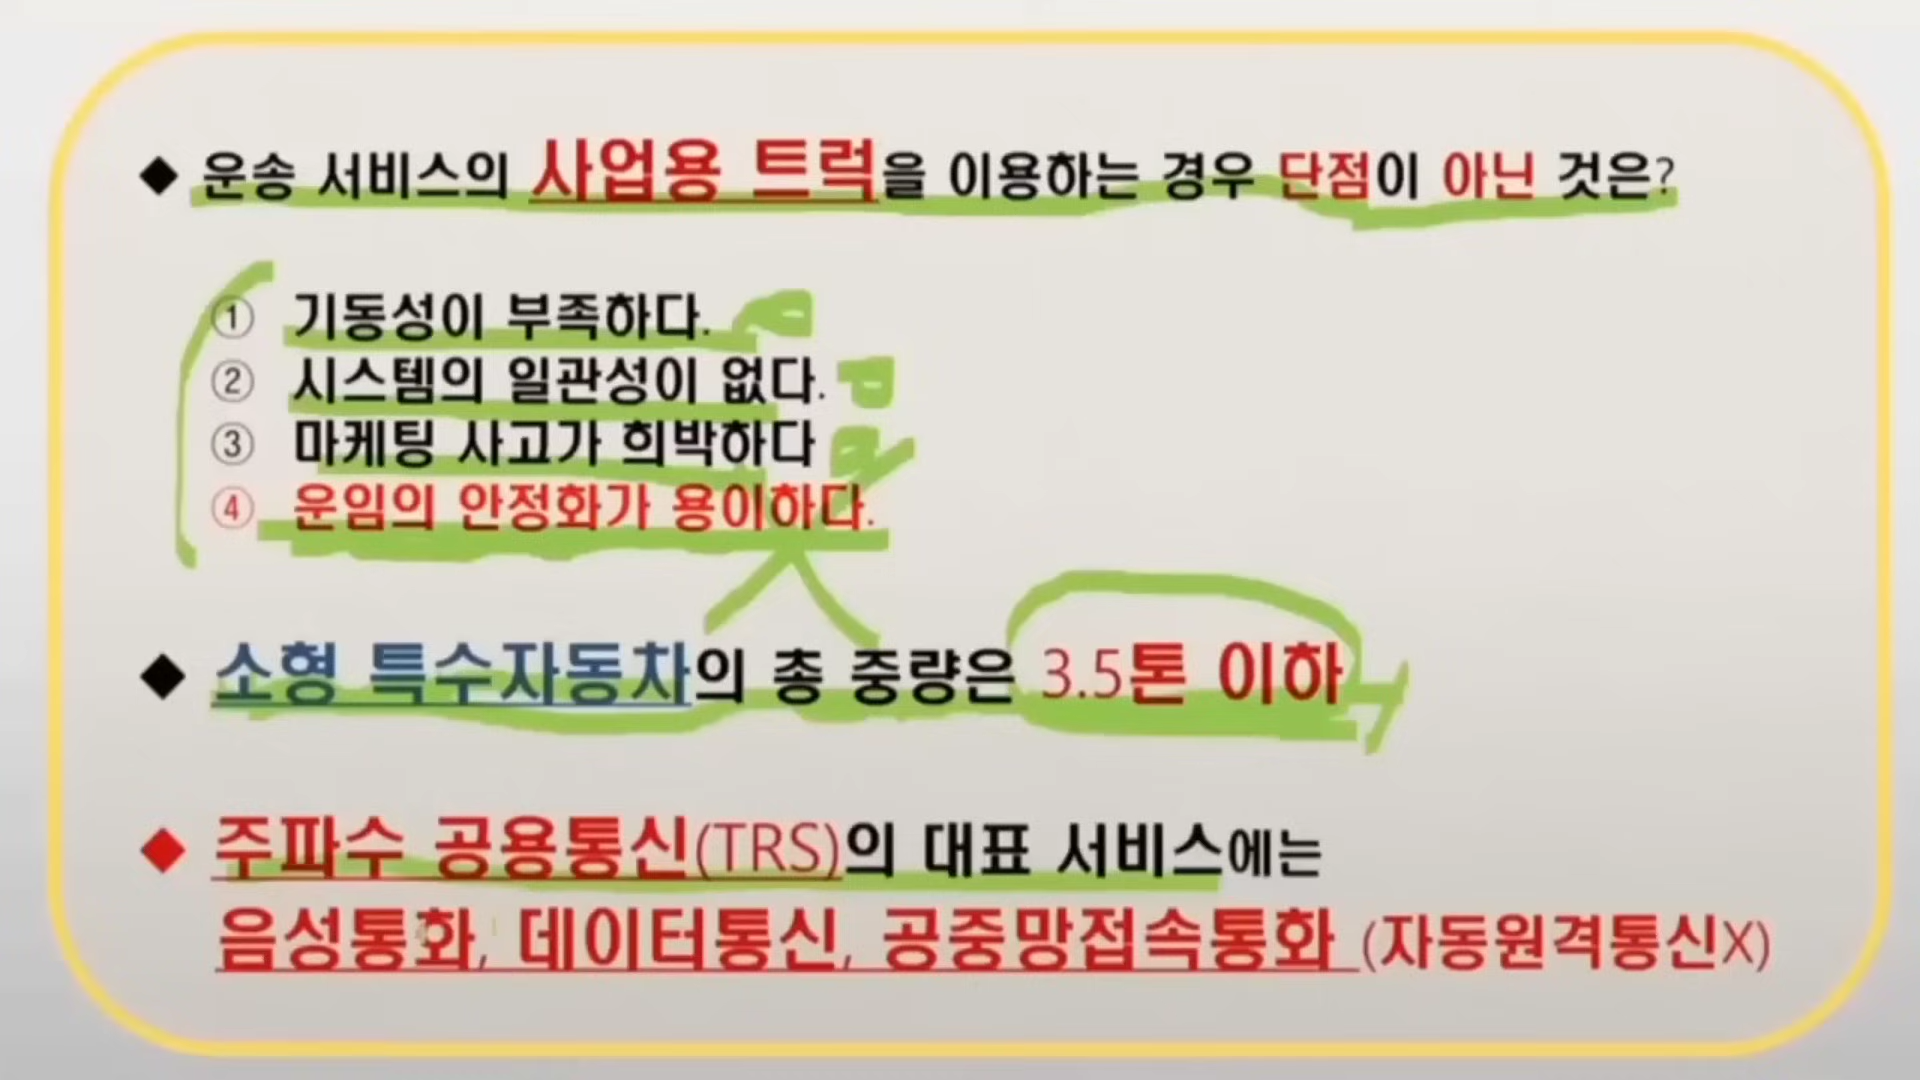 ◆ 운송 서비스의 사업용 트럭을 이용하는 경우 단점이 아닌 것은?
① 기동성이 부족하다.
② 시스템의 일관성이 없다.
③ 마케팅 사고가 희박하다
④ 운임의 안정화가 용이하다.
◆ 소형 특수자동차의 총 중량은 3.5톤 이하
◆ 주파수 공용통신(TRS)의 대표 서비스에는
음성통화, 데이터통신, 공중망접속통화 (자동원격통신X)